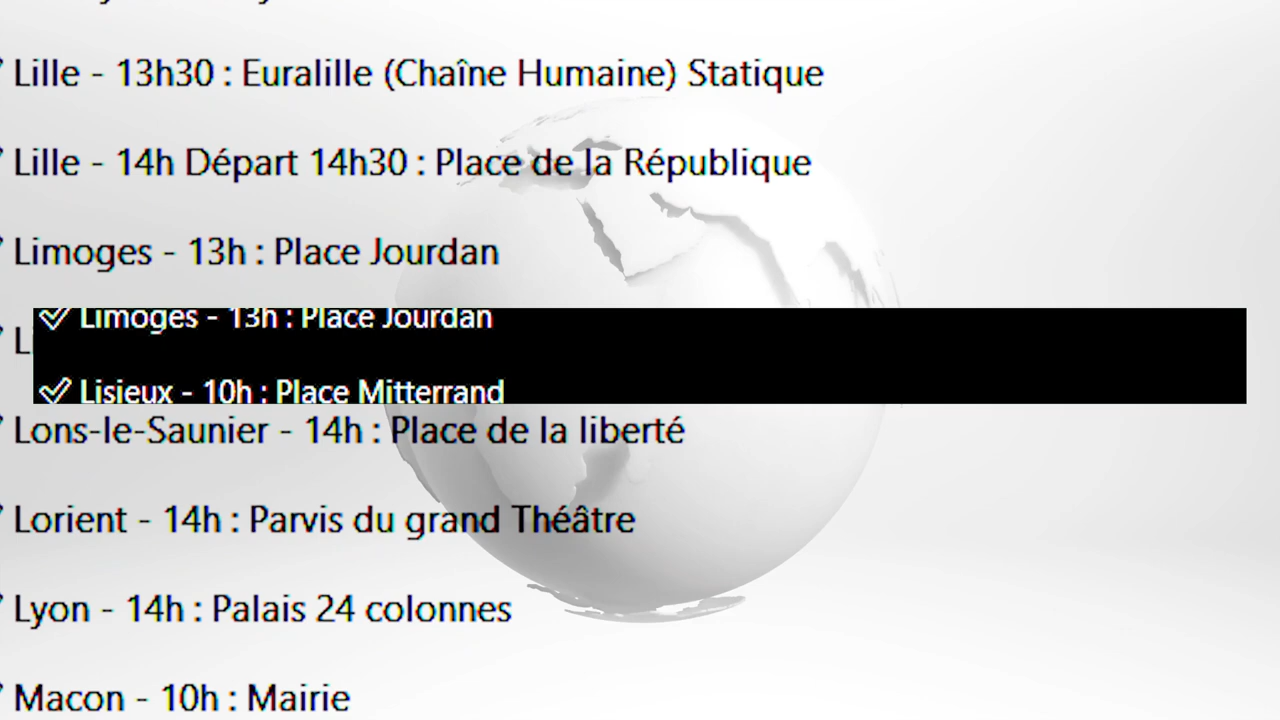 Lille - 13h30 : Euralille (Chaîne Humaine) Statique
Lille - 14h Départ 14h30 : Place de la République
Limoges - 13h : Place Jourdan
✓ Limoges - 13h : Place Jourdan
✓ Lisieux - 10h : Place Mitterrand
Lons-le-Saunier - 14h : Place de la liberté
Lorient - 14h : Parvis du grand Théâtre
Lyon - 14h : Palais 24 colonnes
Macon - 10h : Mairie